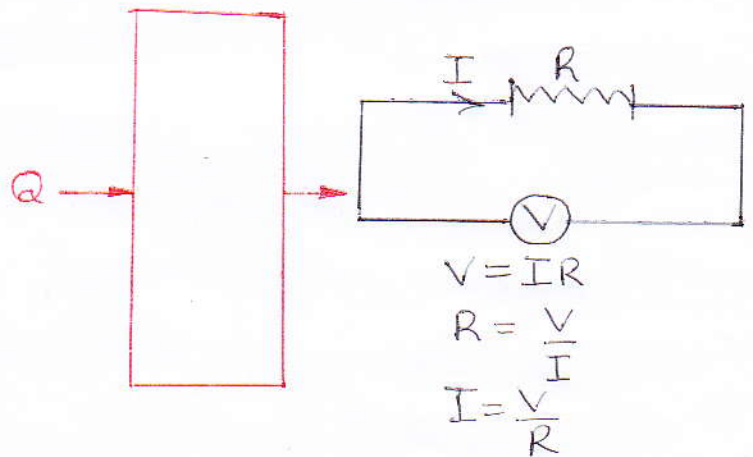 I R
Q
V
V = IR
R = V/I
I = V/R